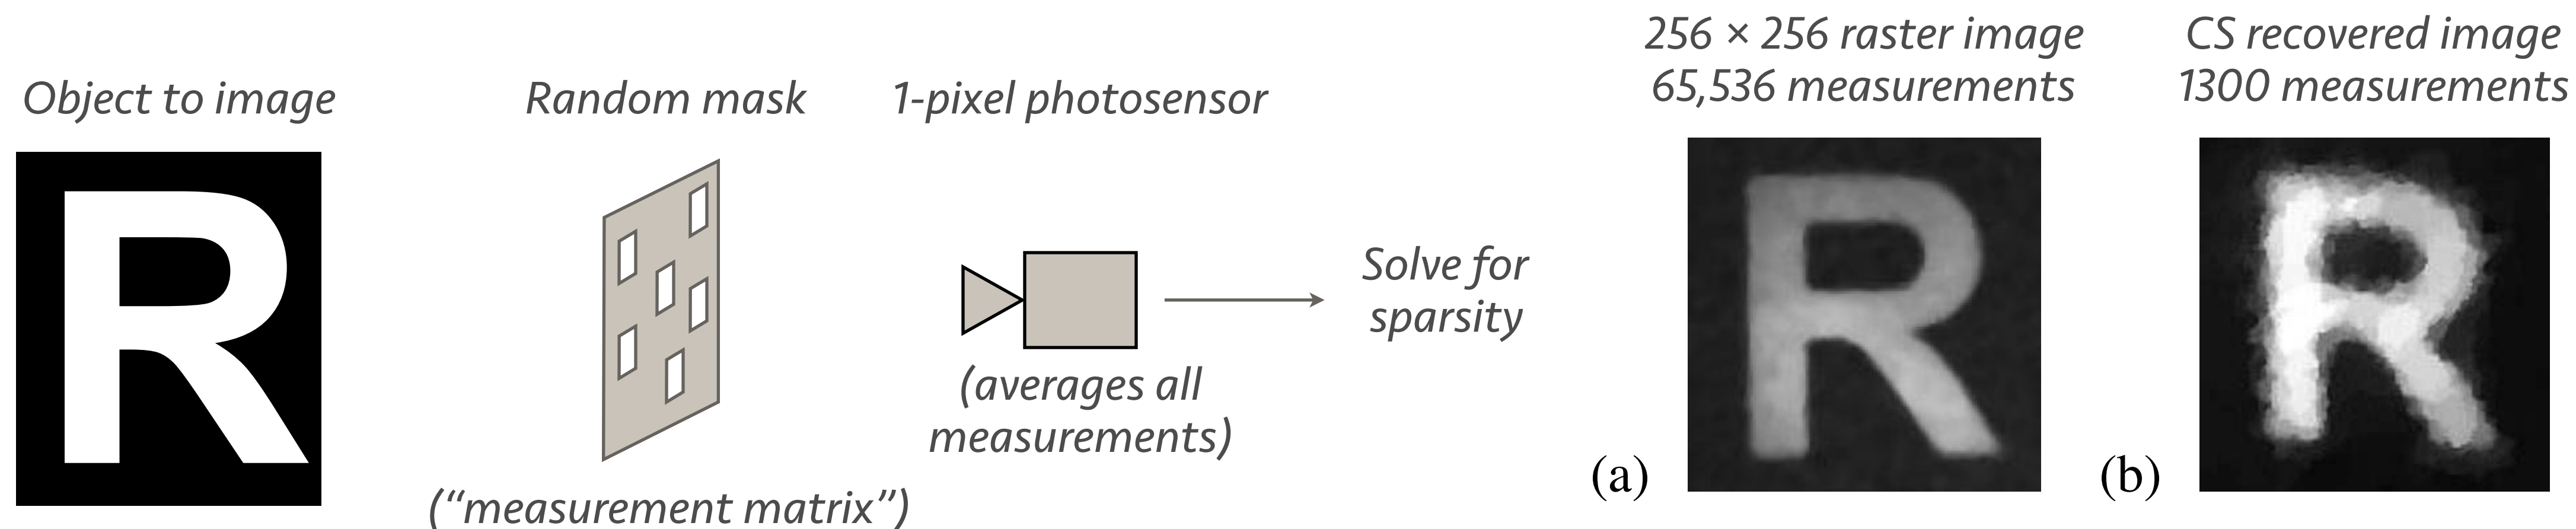 Object to image
R
Random mask
("measurement matrix")
1-pixel photosensor
(averages all
measurements)
Solve for
sparsity
256 × 256 raster image
65,536 measurements
(a)
R
CS recovered image
1300 measurements
(b)
R